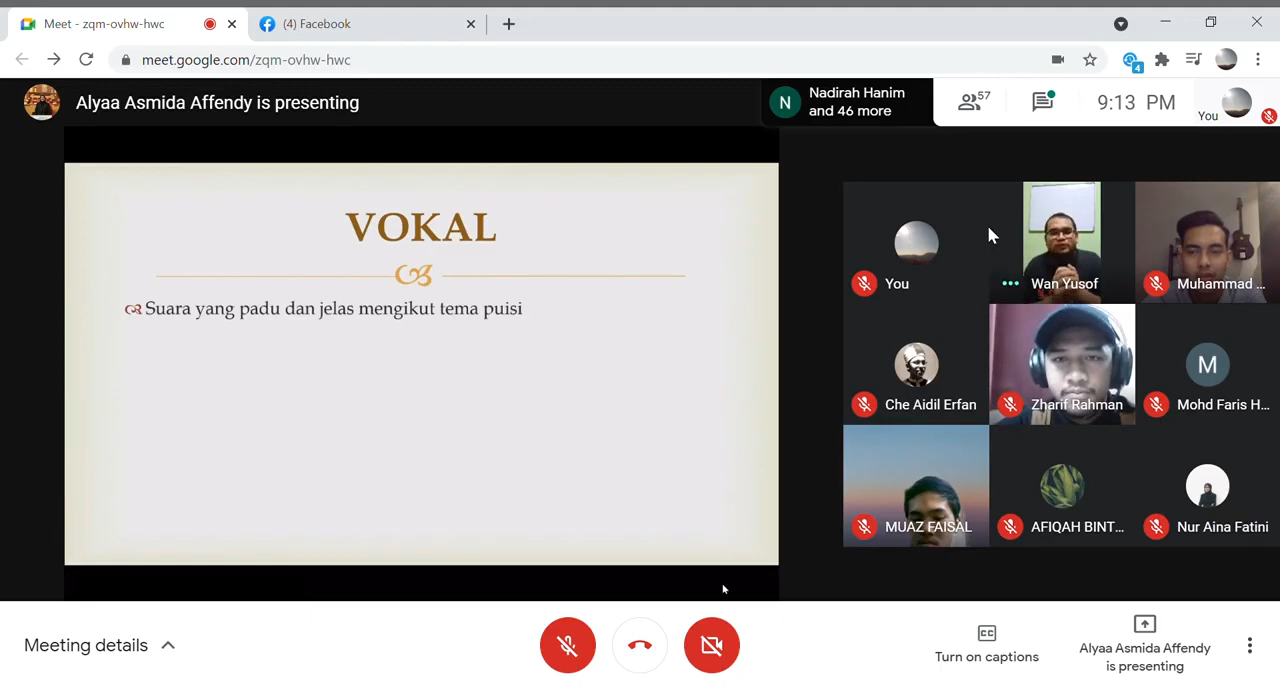 Meet - zqm-ovhw-hwc
(4) Facebook
meet.google.com/zqm-ovhw-hwc
4
Alyaa Asmida Affendy is presenting
N
Nadirah Hanim
and 46 more
57
9:13 PM
You
VOKAL
Suara yang padu dan jelas mengikut tema puisi
You
Wan Yusof
Muhammad ...
Che Aidil Erfan
Zharif Rahman
M
Mohd Faris H...
MUAZ FAISAL
AFIQAH BINT...
Nur Aina Fatini
Meeting details
CC
Turn on captions
Alyaa Asmida Affendy
is presenting